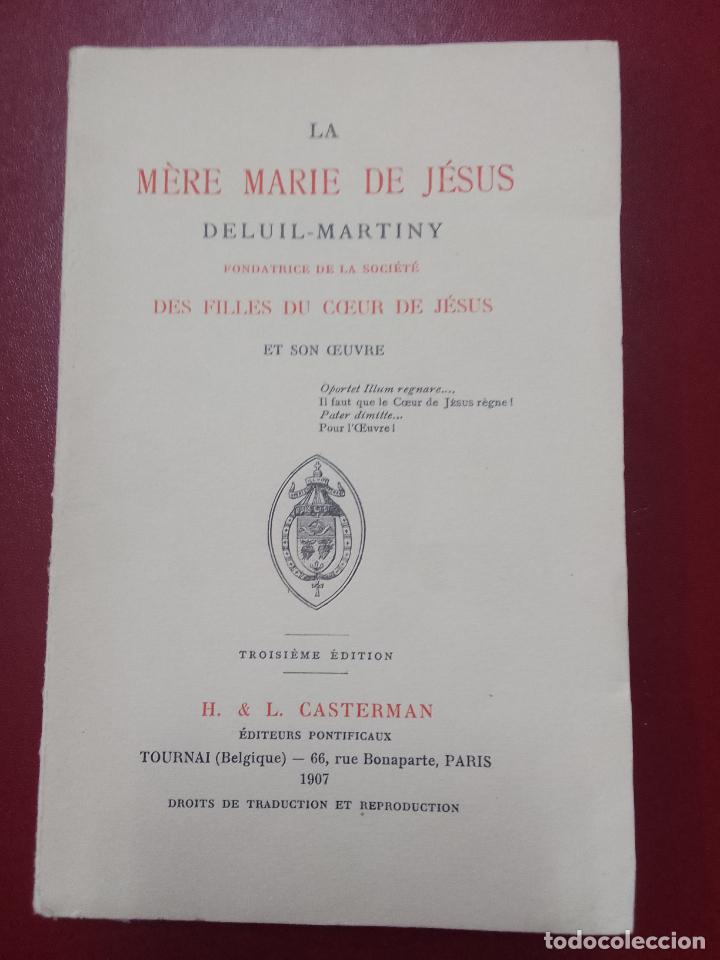 LA
MÈRE MARIE DE JÉSUS
DELUIL-MARTINY
FONDATRICE DE LA SOCIÉTÉ
DES FILLES DU CŒUR DE JÉSUS
ET SON ŒUVRE
Oportet Illum regnare....
Il faut que le Cœur de JÉSUS règne !
Pater dimitte...
Pour l'Œuvre !
TROISIÈME ÉDITION
H. & L. CASTERMAN
ÉDITEURS PONTIFICAUX
TOURNAI (Belgique) — 66, rue Bonaparte, PARIS
1907
DROITS DE TRADUCTION ET REPRODUCTION
todocoleccion